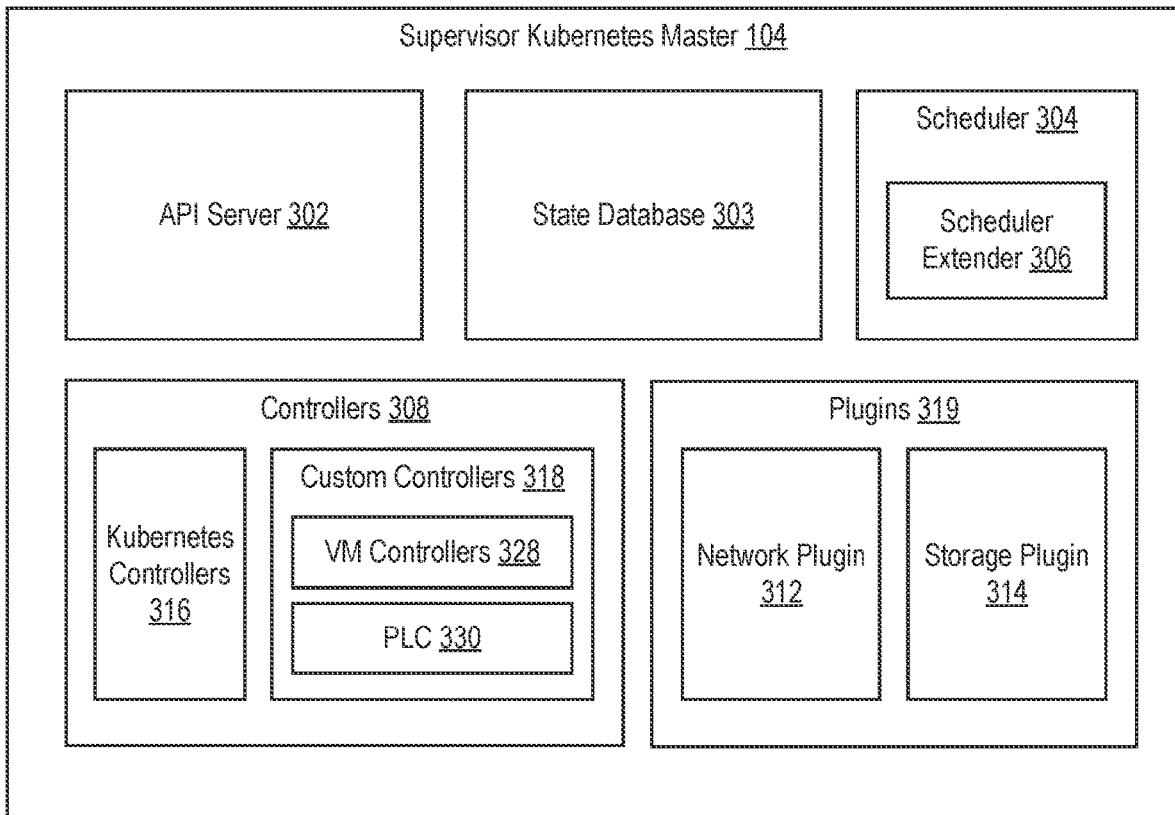 Supervisor Kubernetes Master 104
API Server 302
State Database 303
Scheduler 304
Scheduler
Extender 306
Controllers 308
Kubernetes
Controllers
316
Custom Controllers 318
VM Controllers 328
PLC 330
Plugins 319
Network Plugin
312
Storage Plugin
314